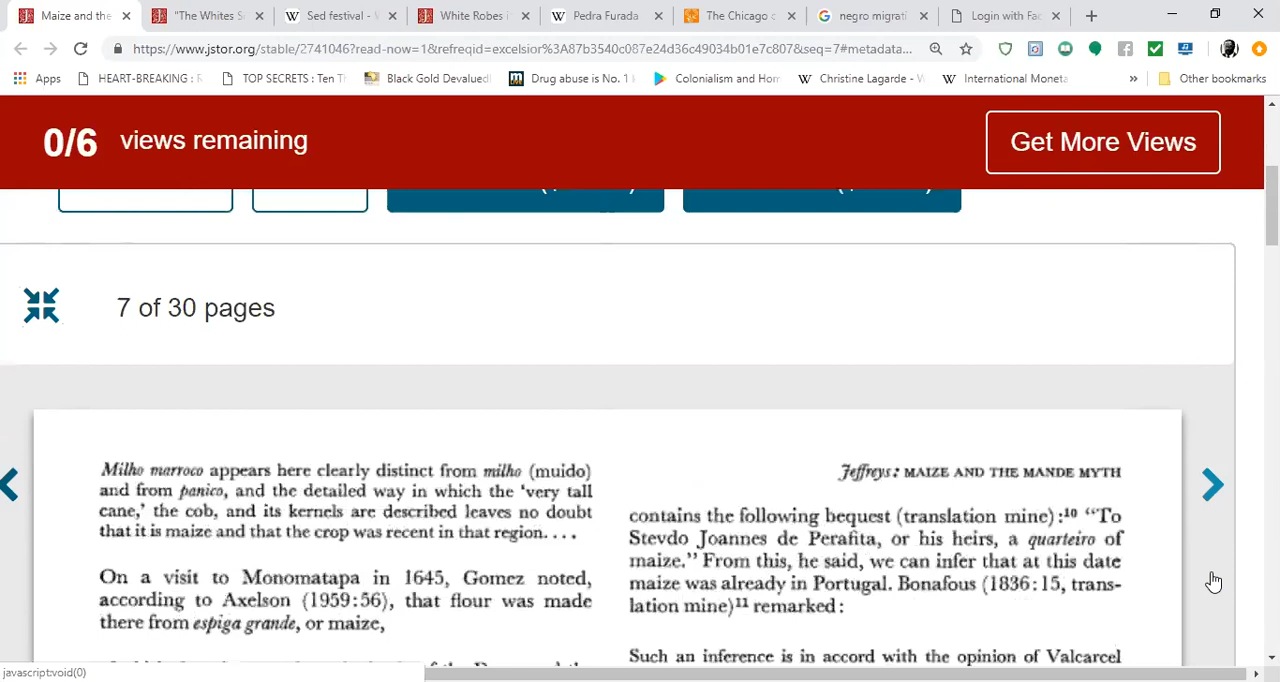 Maize and the
"The Whites S
Sed festival -
White Robes i
Pedra Furada
The Chicago
negro migrati
Login with Fac
https://www.jstor.org/stable/2741046?read-now=1&refreqid=excelsior%3A87b3540c087e24d36c49034b01e7c807&seq=7#metadata...
Apps
HEART-BREAKING :
TOP SECRETS : Ten Th
Black Gold Devalued
Drug abuse is No. 1
Colonialism and Hom
Christine Lagarde -
International Moneta
»
Other bookmarks
0/6 views remaining
Get More Views
7 of 30 pages
Milho marroco appears here clearly distinct from milho (muido)
and from panico, and the detailed way in which the 'very tall
cane,' the cob, and its kernels are described leaves no doubt
that it is maize and that the crop was recent in that region. . . .
On a visit to Monomatapa in 1645, Gomez noted,
according to Axelson (1959:56), that flour was made
there from espiga grande, or maize,
Jeffreys: MAIZE AND THE MANDE MYTH
contains the following bequest (translation mine):¹⁰ "To
Stevdo Joannes de Perafita, or his heirs, a quarteiro of
maize." From this, he said, we can infer that at this date
maize was already in Portugal. Bonafous (1836:15, trans-
lation mine)¹¹ remarked:
Such an inference is in accord with the opinion of Valcarcel
javascript:void(0)